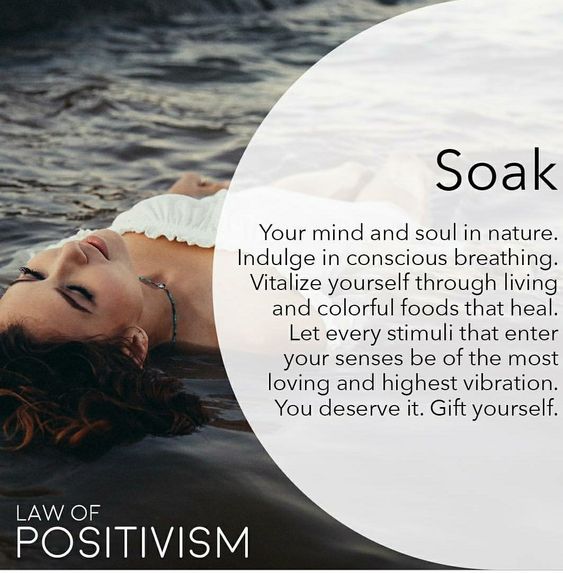 Soak
Your mind and soul in nature.
Indulge in conscious breathing.
Vitalize yourself through living
and colorful foods that heal.
Let every stimuli that enter
your senses be of the most
loving and highest vibration.
You deserve it. Gift yourself.
LAW OF
POSITIVISM